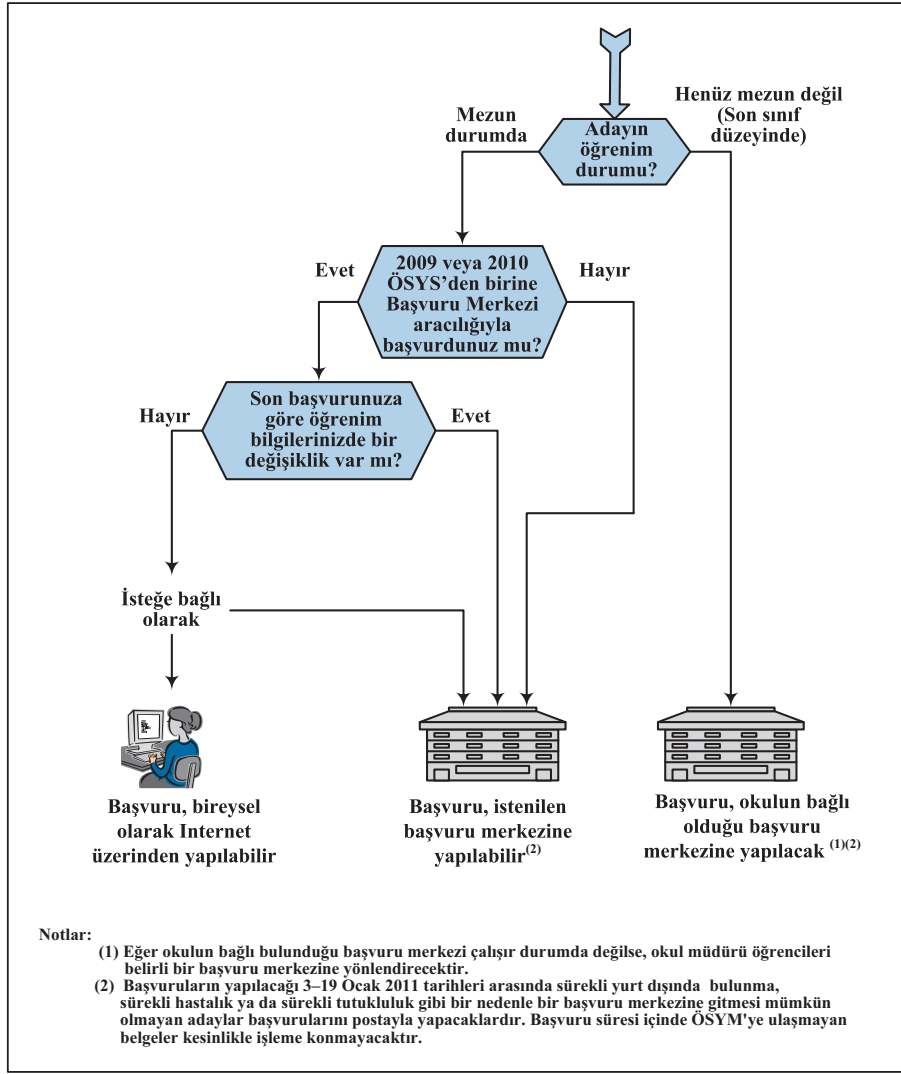 Henüz mezun değil
(Son sınıf
düzeyinde)
Mezun
durumda
Adayın
öğrenim
durumu?
Evet
2009 veya 2010
ÖSYS’den birine
Başvuru Merkezi
aracılığıyla
başvurdunuz mu?
Hayır
Hayır
Son başvurunuza
göre öğrenim
bilgilerinizde bir
değişiklik var mı?
Evet
İsteğe bağlı
olarak
Başvuru, bireysel
olarak Internet
üzerinden yapılabilir
Başvuru, istenilen
başvuru merkezine
yapılabilir(2)
Başvuru, okulun bağlı
olduğu başvuru
merkezine yapılacak (1)(2)
Notlar:
(1) Eğer okulun bağlı bulunduğu başvuru merkezi çalışır durumda değilse, okul müdürü öğrencileri
belirli bir başvuru merkezine yönlendirecektir.
(2) Başvuruların yapılacağı 3–19 Ocak 2011 tarihleri arasında sürekli yurt dışında bulunma,
sürekli hastalık ya da sürekli tutukluluk gibi bir nedenle bir başvuru merkezine gitmesi mümkün
olmayan adaylar başvurularını postayla yapacaklardır. Başvuru süresi içinde ÖSYM'ye ulaşmayan
belgeler kesinlikle işleme konmayacaktır.